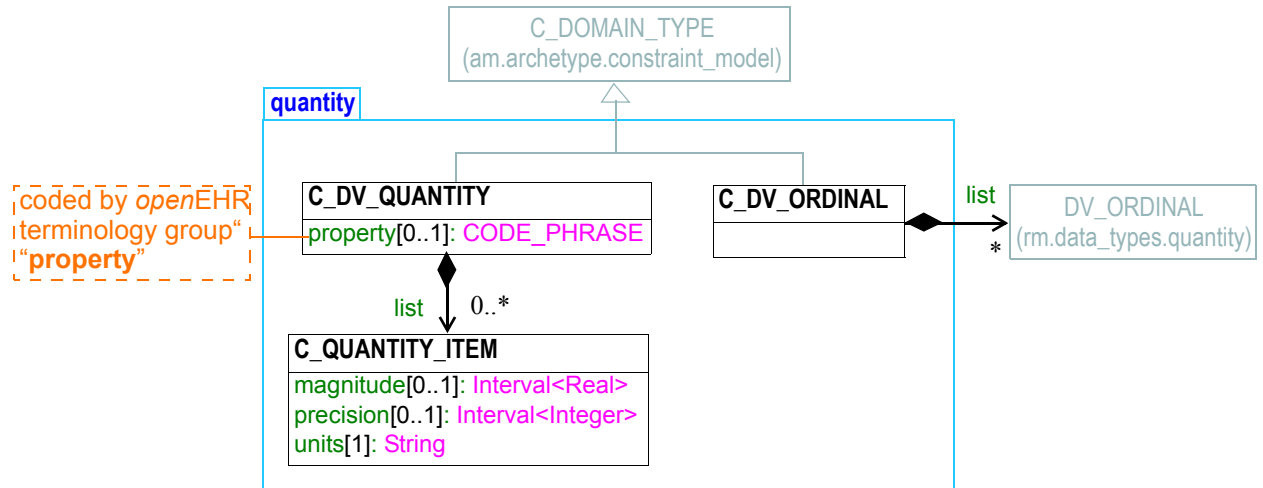 C_DOMAIN_TYPE
(am.archetype.constraint_model)
quantity
coded by openEHR
terminology group“
“property”
C_DV_QUANTITY
property[0..1]: CODE_PHRASE
C_DV_ORDINAL
list
*
DV_ORDINAL
(rm.data_types.quantity)
list 0..*
C_QUANTITY_ITEM
magnitude[0..1]: Interval<Real>
precision[0..1]: Interval<Integer>
units[1]: String